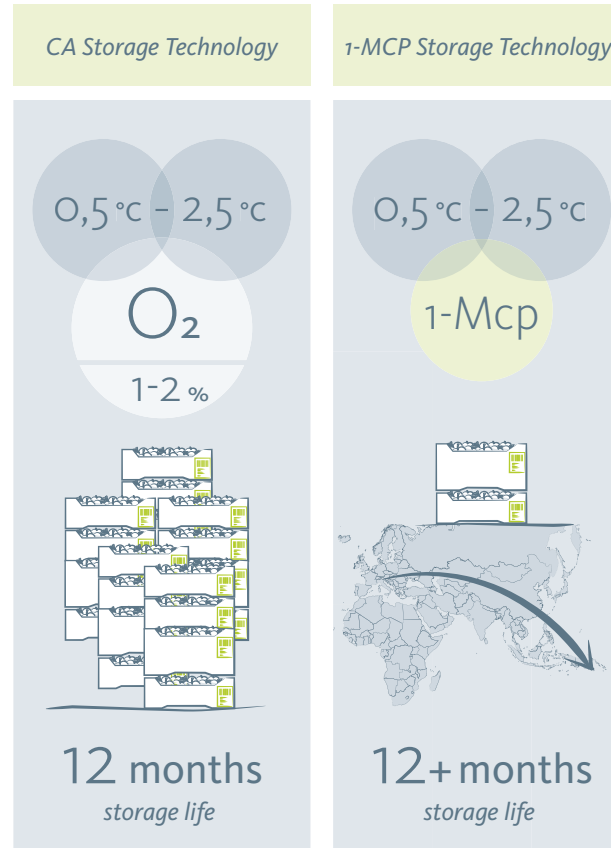 CA Storage Technology
0,5 °C - 2,5 °C
O₂
1-2 %
12 months
storage life
1-MCP Storage Technology
0,5 °C - 2,5 °C
1-Mcp
12+ months
storage life